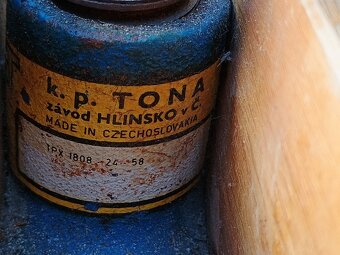 k. p. TONA
závod HLINSKO v Č.
MADE IN CZECHOSLOVAKIA
TPX 1808 - 24 - 58